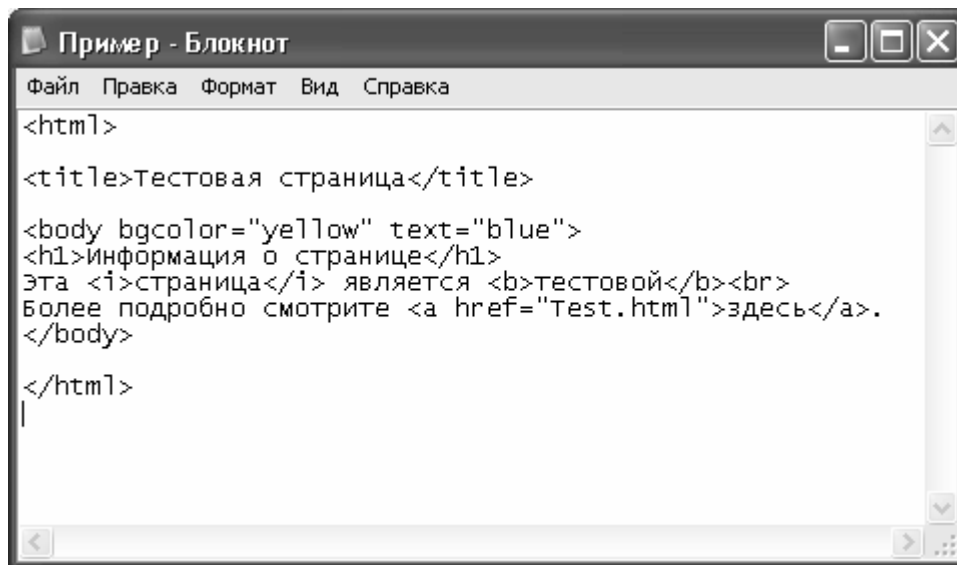 Пример - Блокнот
Файл Правка Формат Вид Справка
<html>
<title>Тестовая страница</title>
<body bgcolor="yellow" text="blue">
<h1>Информация о странице</h1>
Эта <i>страница</i> является <b>тестовой</b><br>
Более подробно смотрите <a href="Test.html">здесь</a>.
</body>
</html>